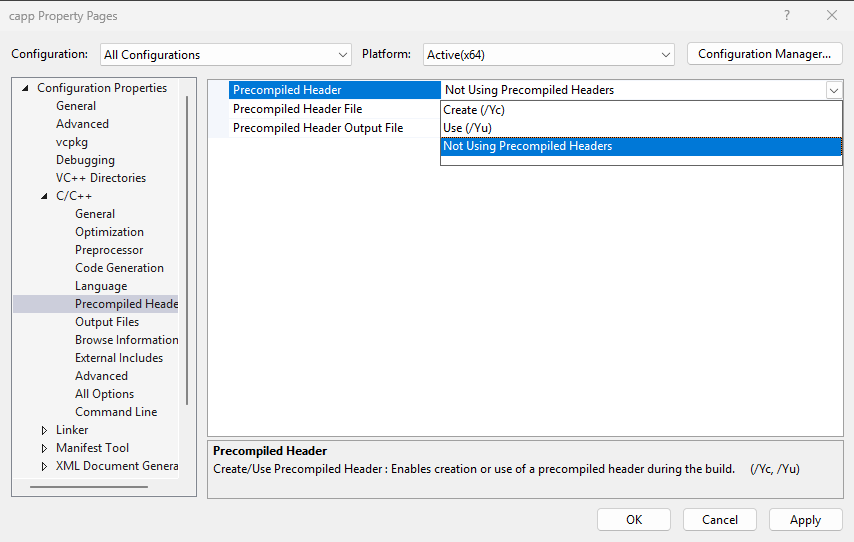 capp Property Pages
?
Configuration: All Configurations Platform: Active(x64) Configuration Manager...
Configuration Properties
General
Advanced
vcpkg
Debugging
VC++ Directories
C/C++
General
Optimization
Preprocessor
Code Generation
Language
Precompiled Heade
Output Files
Browse Information
External Includes
Advanced
All Options
Command Line
Linker
Manifest Tool
XML Document Genera
Precompiled Header Not Using Precompiled Headers
Precompiled Header File
Precompiled Header Output File
Create (/Yc)
Use (/Yu)
Not Using Precompiled Headers
Precompiled Header
Create/Use Precompiled Header : Enables creation or use of a precompiled header during the build. (/Yc, /Yu)
OK Cancel Apply